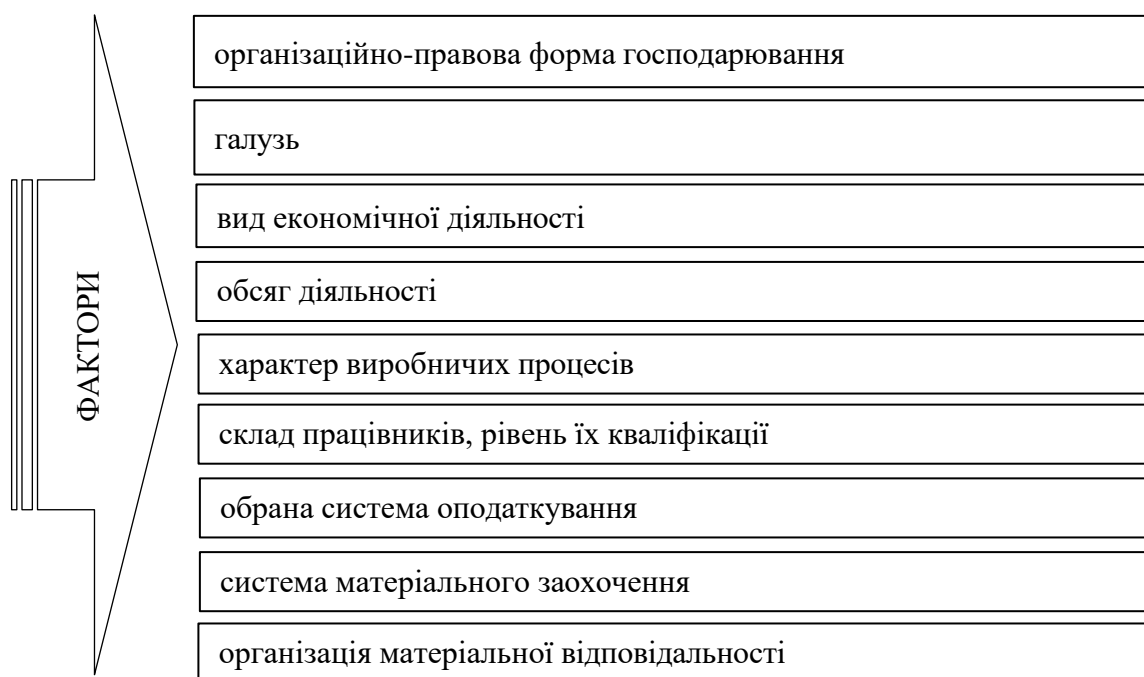 ФАКТОРИ
організаційно-правова форма господарювання
галузь
вид економічної діяльності
обсяг діяльності
характер виробничих процесів
склад працівників, рівень їх кваліфікації
обрана система оподаткування
система матеріального заохочення
організація матеріальної відповідальності